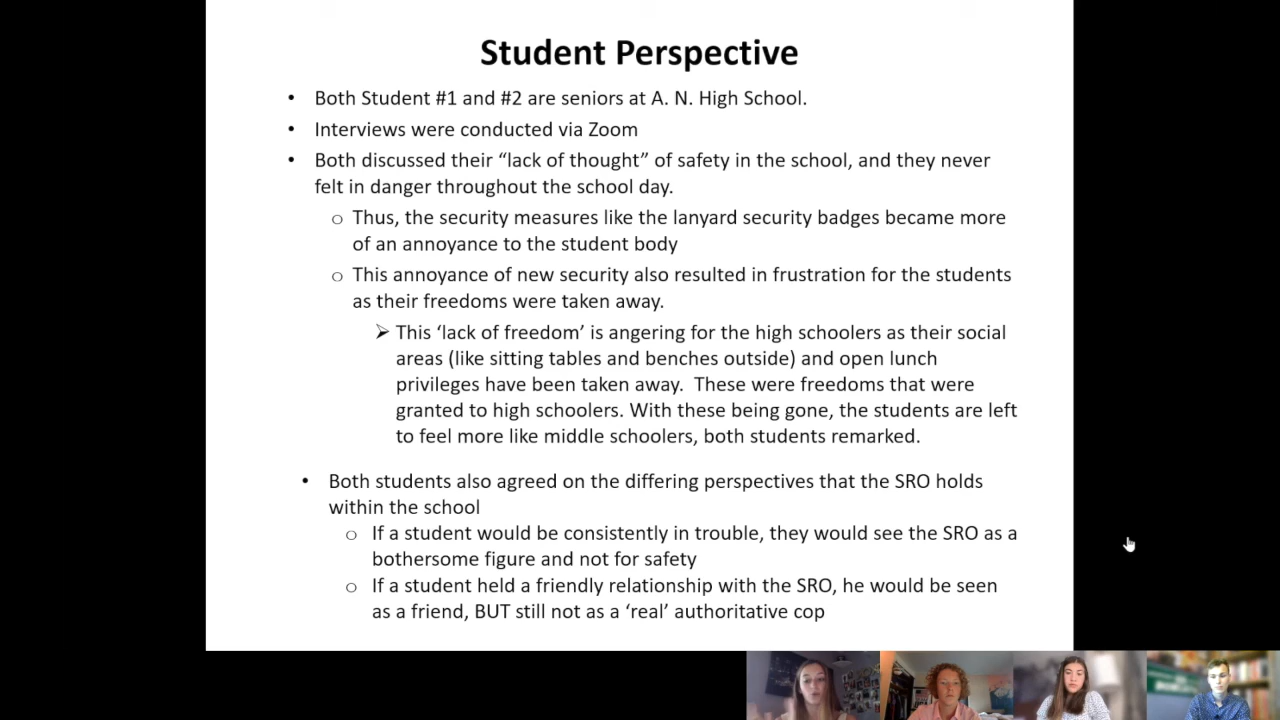 Student Perspective
• Both Student #1 and #2 are seniors at A. N. High School.
• Interviews were conducted via Zoom
• Both discussed their “lack of thought” of safety in the school, and they never
felt in danger throughout the school day.
○ Thus, the security measures like the lanyard security badges became more
of an annoyance to the student body
○ This annoyance of new security also resulted in frustration for the students
as their freedoms were taken away.
➢ This ‘lack of freedom’ is angering for the high schoolers as their social
areas (like sitting tables and benches outside) and open lunch
privileges have been taken away.  These were freedoms that were
granted to high schoolers. With these being gone, the students are left
to feel more like middle schoolers, both students remarked.
• Both students also agreed on the differing perspectives that the SRO holds
within the school
○ If a student would be consistently in trouble, they would see the SRO as a
bothersome figure and not for safety
○ If a student held a friendly relationship with the SRO, he would be seen
as a friend, BUT still not as a ‘real’ authoritative cop